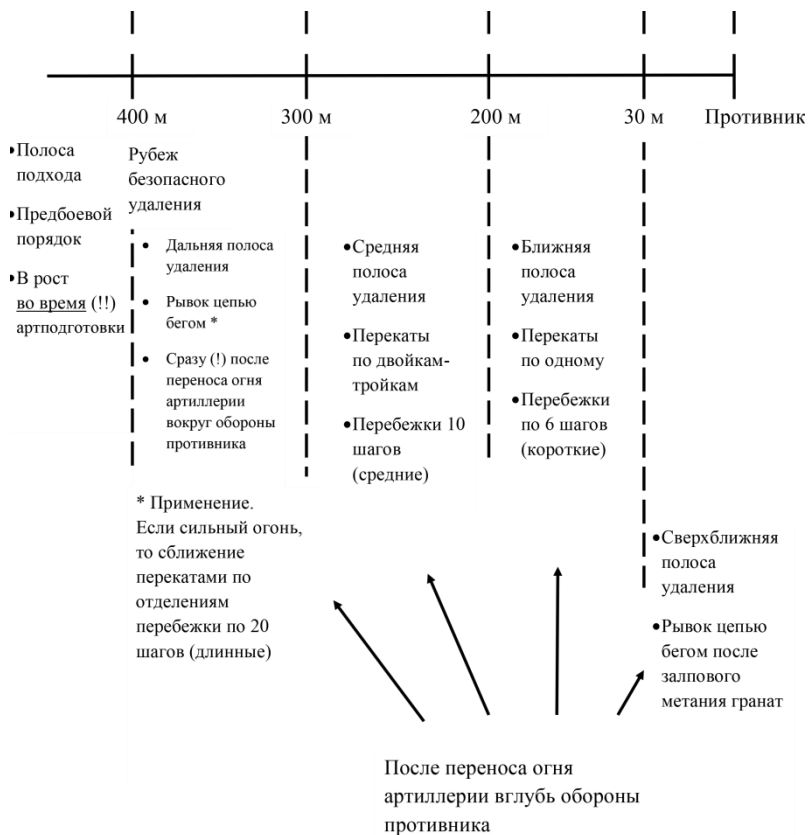 400 м
300 м
200 м
30 м
Противник
•Полоса
подхода
•Предбоевой
порядок
•В рост
во время (!!)
артподготовки
Рубеж
безопасного
удаления
• Дальняя полоса
удаления
• Рывок цепью
бегом *
• Сразу (!) после
переноса огня
артиллерии
вокруг обороны
противника
•Средняя
полоса
удаления
•Перекаты
по двойкам-
тройкам
•Перебежки 10
шагов
(средние)
•Ближняя
полоса
удаления
•Перекаты
по одному
•Перебежки
по 6 шагов
(короткие)
* Применение.
Если сильный огонь,
то сближение
перекатами по
отделениям
перебежки по 20
шагов (длинные)
•Сверхближняя
полоса
удаления
•Рывок цепью
бегом после
залпового
метания гранат
После переноса огня
артиллерии вглубь обороны
противника